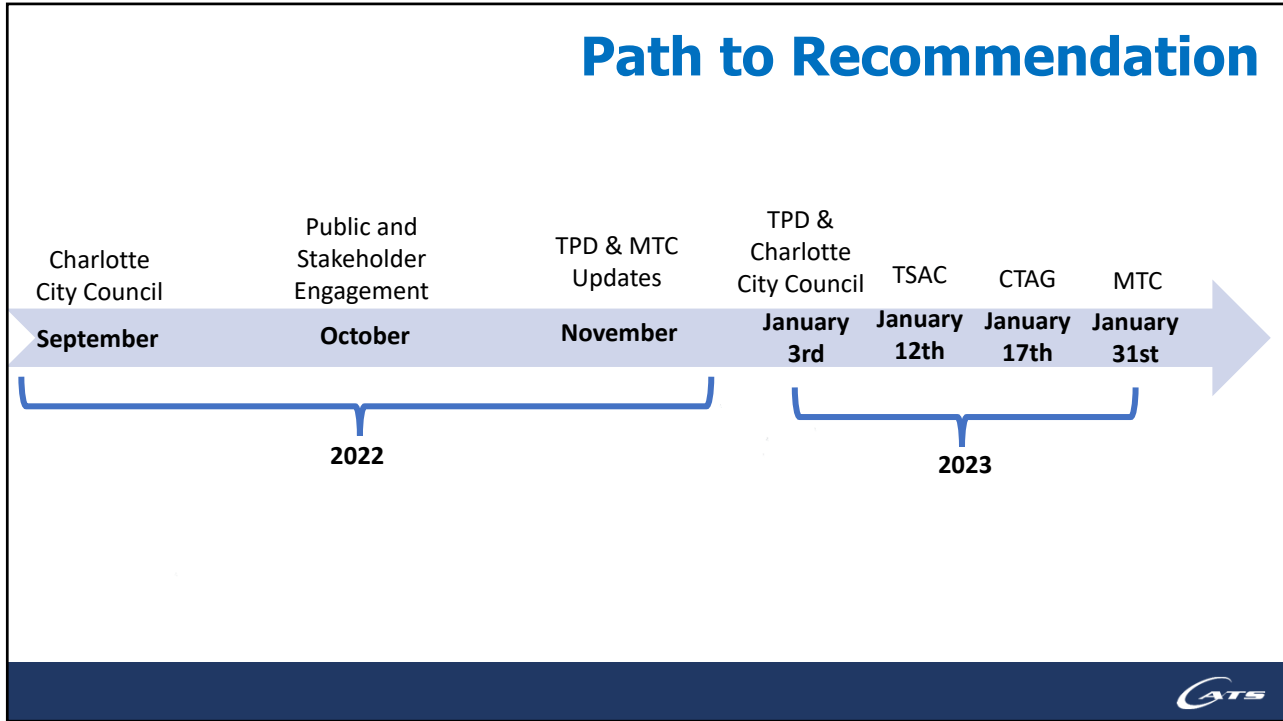 Path to Recommendation
Charlotte
City Council
Public and
Stakeholder
Engagement
TPD & MTC
Updates
TPD &
Charlotte
City Council
TSAC
CTAG
MTC
September
October
November
January
3rd
January
12th
January
17th
January
31st
2022
2023
CATS